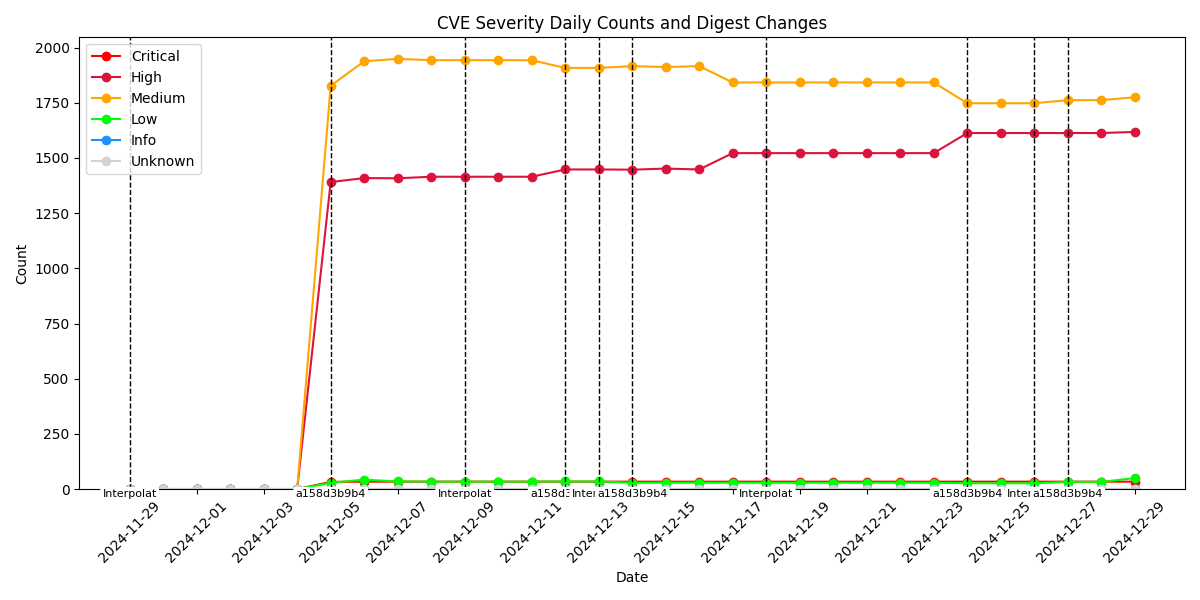 CVE Severity Daily Counts and Digest Changes
Critical
High
Medium
Low
Info
Unknown
2000
1750
1500
1250
1000
750
500
250
0
Count
Interpolat
a158d3b9b4
Interpolat
a158d3
Inter
a158d3b9b4
Interpolat
a158d3b9b4
Inter
a158d3b9b4
2024-11-29
2024-12-01
2024-12-03
2024-12-05
2024-12-07
2024-12-09
2024-12-11
2024-12-13
2024-12-15
2024-12-17
2024-12-19
2024-12-21
2024-12-23
2024-12-25
2024-12-27
2024-12-29
Date